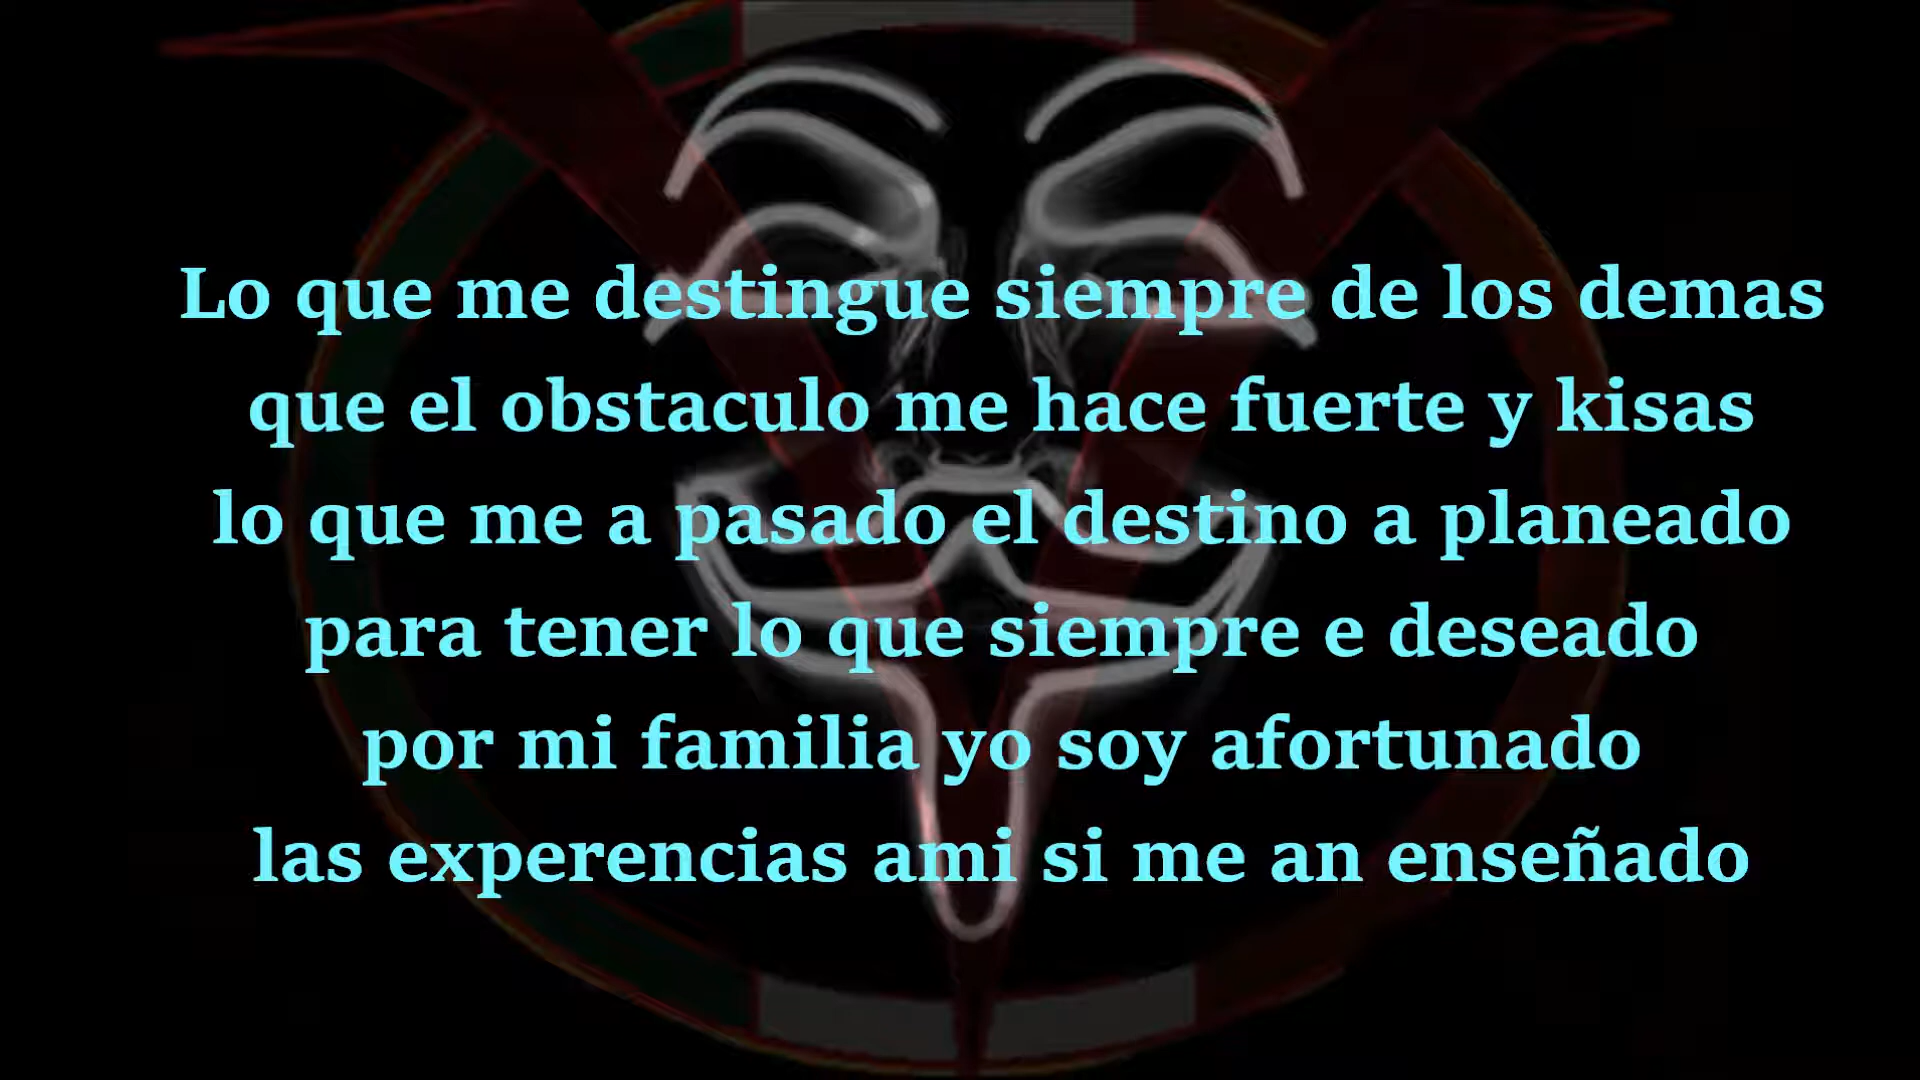 Lo que me destingue siempre de los demas
que el obstaculo me hace fuerte y kisas
lo que me a pasado el destino a planeado
para tener lo que siempre e deseado
por mi familia yo soy afortunado
las experencias ami si me an enseñado